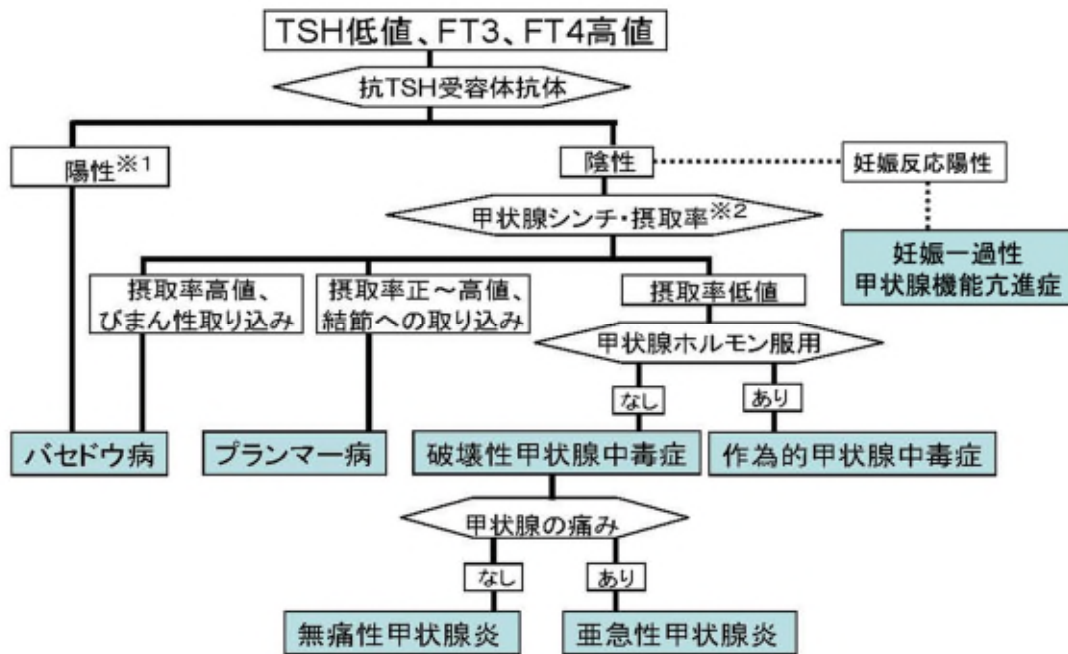 TSH低値、FT3、FT4高値
抗TSH受容体抗体
陽性※1
陰性
妊娠反応陽性
甲状腺シンチ・摂取率※2
妊娠一過性
甲状腺機能亢進症
摂取率高値、
びまん性取り込み
摂取率正～高値、
結節への取り込み
摂取率低値
甲状腺ホルモン服用
なし
あり
バセドウ病
プランマー病
破壊性甲状腺中毒症
作為的甲状腺中毒症
甲状腺の痛み
なし
あり
無痛性甲状腺炎
亜急性甲状腺炎